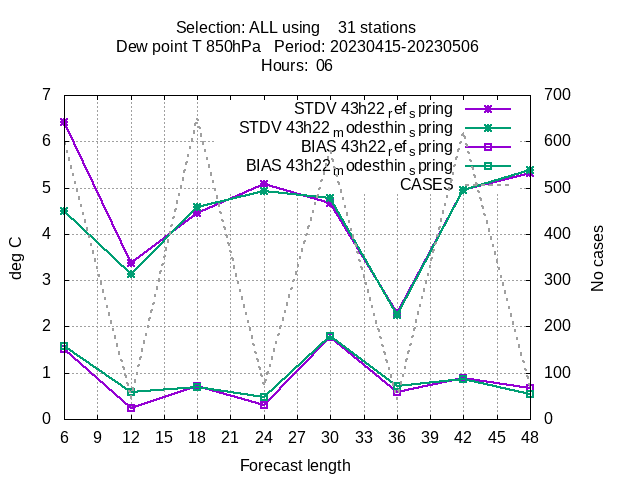 Selection: ALL using 31 stations
Dew point T 850hPa Period: 20230415-20230506
Hours: 06
STDV 43h22_ref_spring
STDV 43h22_modesthin_spring
BIAS 43h22_ref_spring
BIAS 43h22_modesthin_spring
CASES
7
6
5
4
3
2
1
0
deg C
700
600
500
400
300
200
100
0
No cases
6 9 12 15 18 21 24 27 30 33 36 39 42 45 48
Forecast length